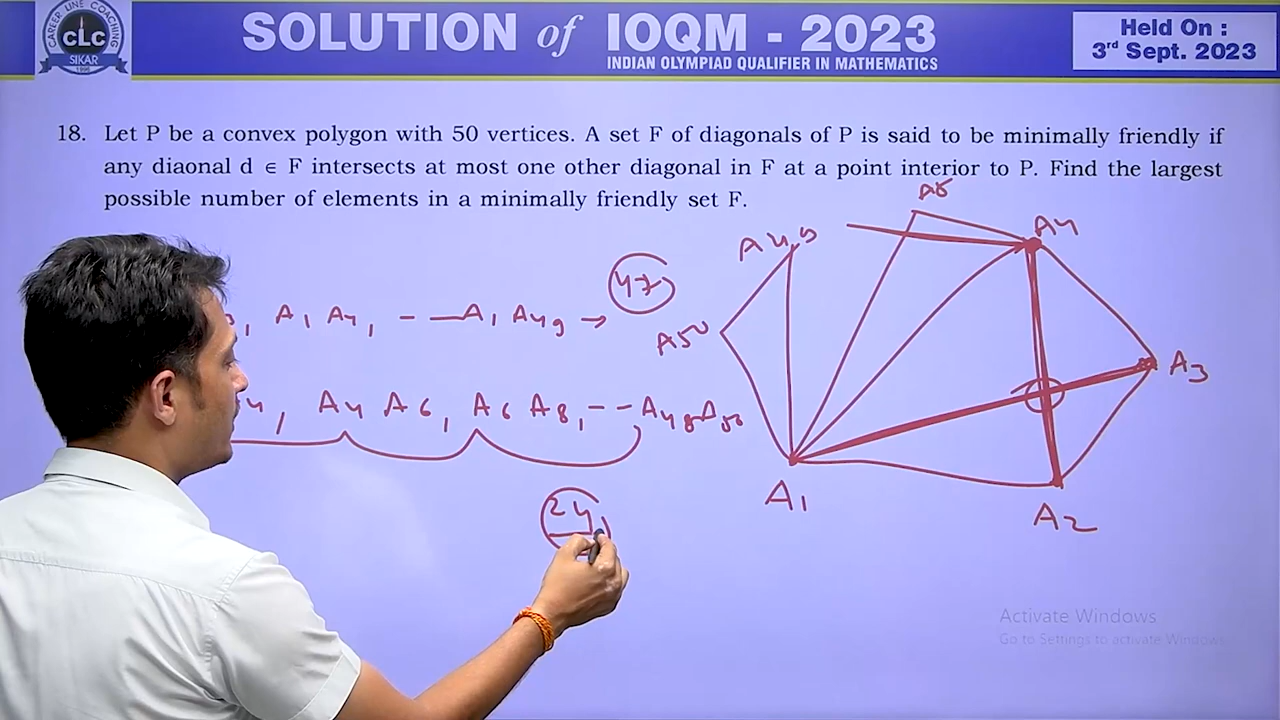 CAREER LINE COACHING
CLC
SIKAR
1996
SOLUTION of IOQM - 2023
INDIAN OLYMPIAD QUALIFIER IN MATHEMATICS
Held On :
3rd Sept. 2023
18. Let P be a convex polygon with 50 vertices. A set F of diagonals of P is said to be minimally friendly if
any diaonal d ∈ F intersects at most one other diagonal in F at a point interior to P. Find the largest
possible number of elements in a minimally friendly set F.
A5
A4
A49
A50
A3
A1
A2
3, A1 A4, - — A1 A49 → 47
4, A4 A6, A6 A8, - - A48 A50
24
Activate Windows
Go to Settings to activate Windows